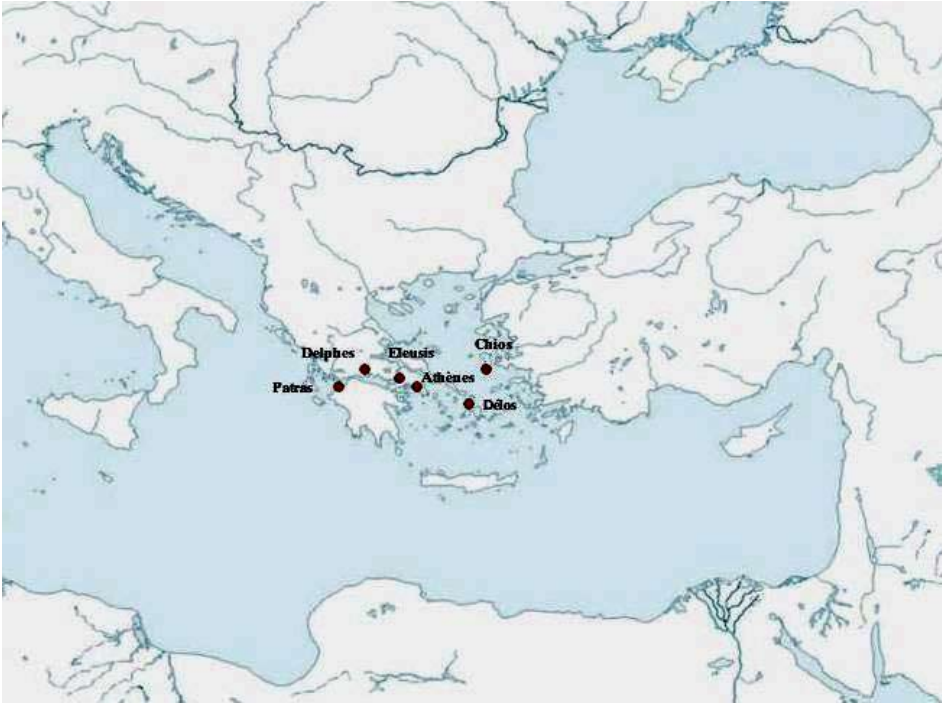 Chios
Delphes
Eleusis
Athènes
Patras
Délos